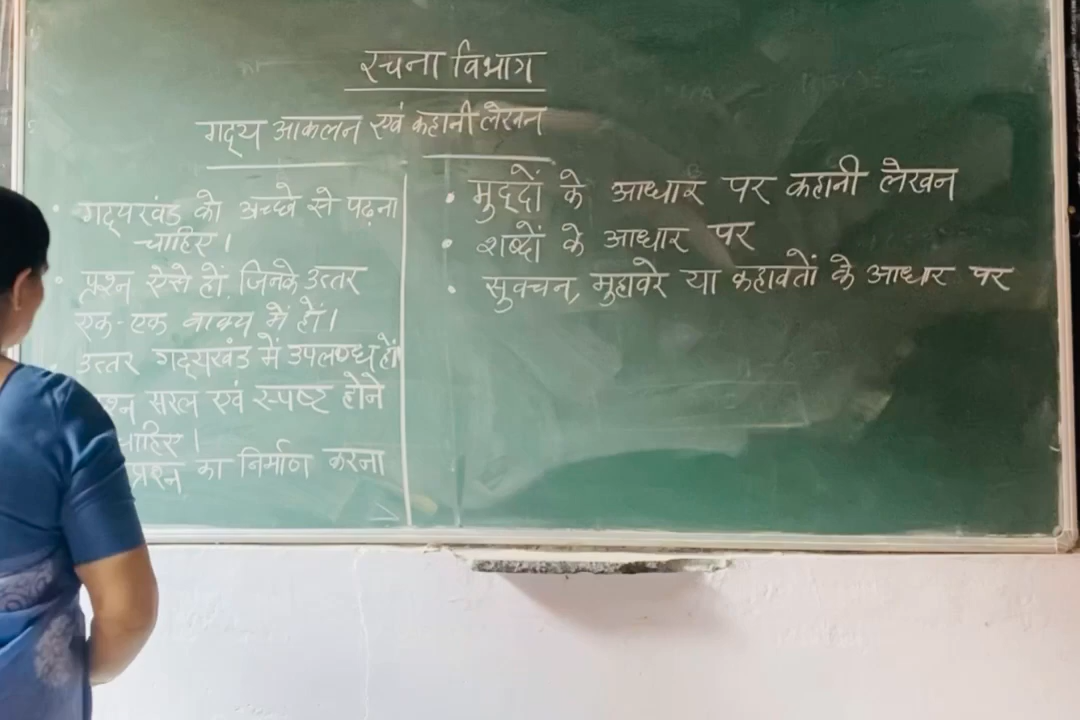 रचना विभाग
गद्य आकलन एवं कहानी लेखन
• गद्यखंड को अच्छे से पढ़ना
चाहिए।
• प्रश्न ऐसे हों, जिनके उत्तर
एक-एक वाक्य में हों।
उत्तर गद्यखंड में उपलब्ध हों
सरल एवं स्पष्ट होने
प्रश्न का निर्माण करना
• मुद्दों के आधार पर कहानी लेखन
• शब्दों के आधार पर
• सुवचन, मुहावरे या कहावतों के आधार पर